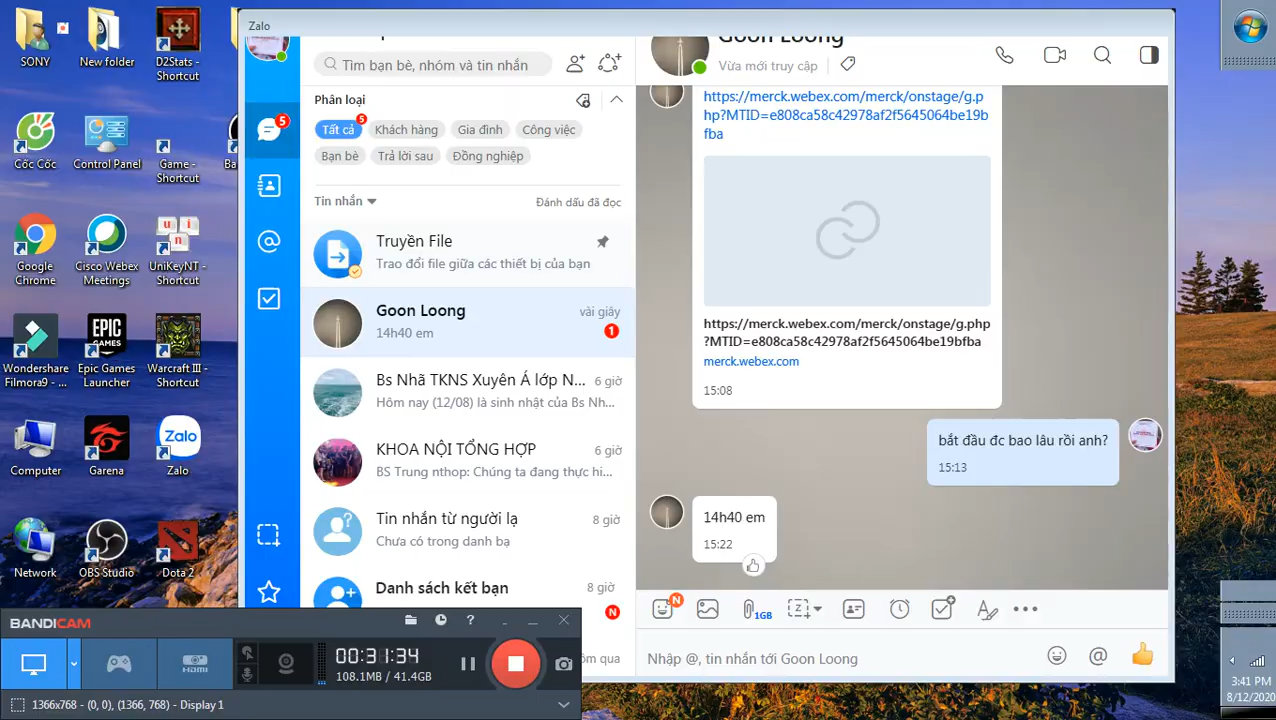 SONY
New folder
D2Stats -
Shortcut
Cốc Cốc
Control Panel
Game -
Shortcut
Ba
Google
Chrome
Cisco Webex
Meetings
UniKeyNT -
Shortcut
Wondershare
Filmora9 - ...
Epic Games
Launcher
Warcraft III -
Shortcut
Computer
Garena
Zalo
Network
OBS Studio
Dota 2
Zalo
5
Tìm bạn bè, nhóm và tin nhắn
Phân loại
Tất cả
5
Khách hàng
Gia đình
Công việc
Bạn bè
Trả lời sau
Đồng nghiệp
Tin nhắn
Đánh dấu đã đọc
Truyền File
Trao đổi file giữa các thiết bị của bạn
Goon Loong
vài giây
14h40 em
1
Bs Nhã TKNS Xuyên Á lớp N...
6 giờ
Hôm nay (12/08) là sinh nhật của Bs Nh...
KHOA NỘI TỔNG HỢP
6 giờ
BS Trung nthop: Chúng ta đang thực hi...
Tin nhắn từ người lạ
8 giờ
Chưa có trong danh bạ
Danh sách kết bạn
8 giờ
N
hôm qua
Goon Loong
Vừa mới truy cập
https://merck.webex.com/merck/onstage/g.p
hp?MTID=e808ca58c42978af2f5645064be19b
fba
https://merck.webex.com/merck/onstage/g.php
?MTID=e808ca58c42978af2f5645064be19bfba
merck.webex.com
15:08
bắt đầu đc bao lâu rồi anh?
15:13
14h40 em
15:22
N
1GB
Nhập @, tin nhắn tới Goon Loong
BANDICAM
HDMI
108.1MB / 41.4GB
1366x768 - (0, 0), (1366, 768) - Display 1
3:41 PM
8/12/2020